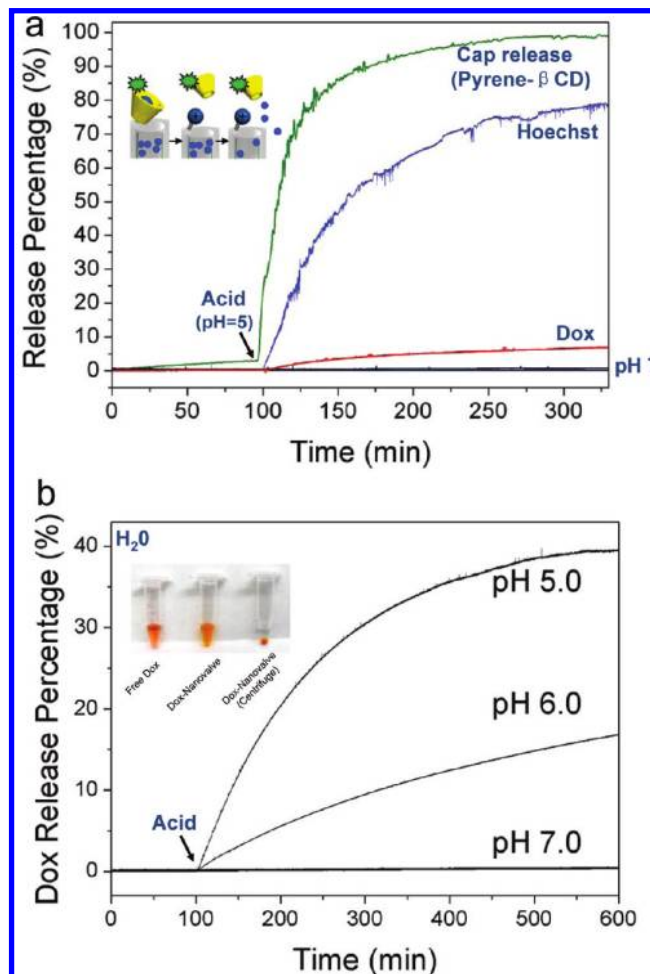 a
100
90
80
70
60
50
40
30
20
10
0
Release Percentage (%)
Cap release
(Pyrene-βCD)
Hoechst
Acid
(pH=5)
Dox
pH
0 50 100 150 200 250 300
Time (min)
b
H₂0
40
30
20
10
0
Dox Release Percentage (%)
Free Dox
Dox-Nanovalve
Dox-Nanovalve
(Centrifuge)
pH 5.0
pH 6.0
Acid
pH 7.0
0 100 200 300 400 500 600
Time (min)